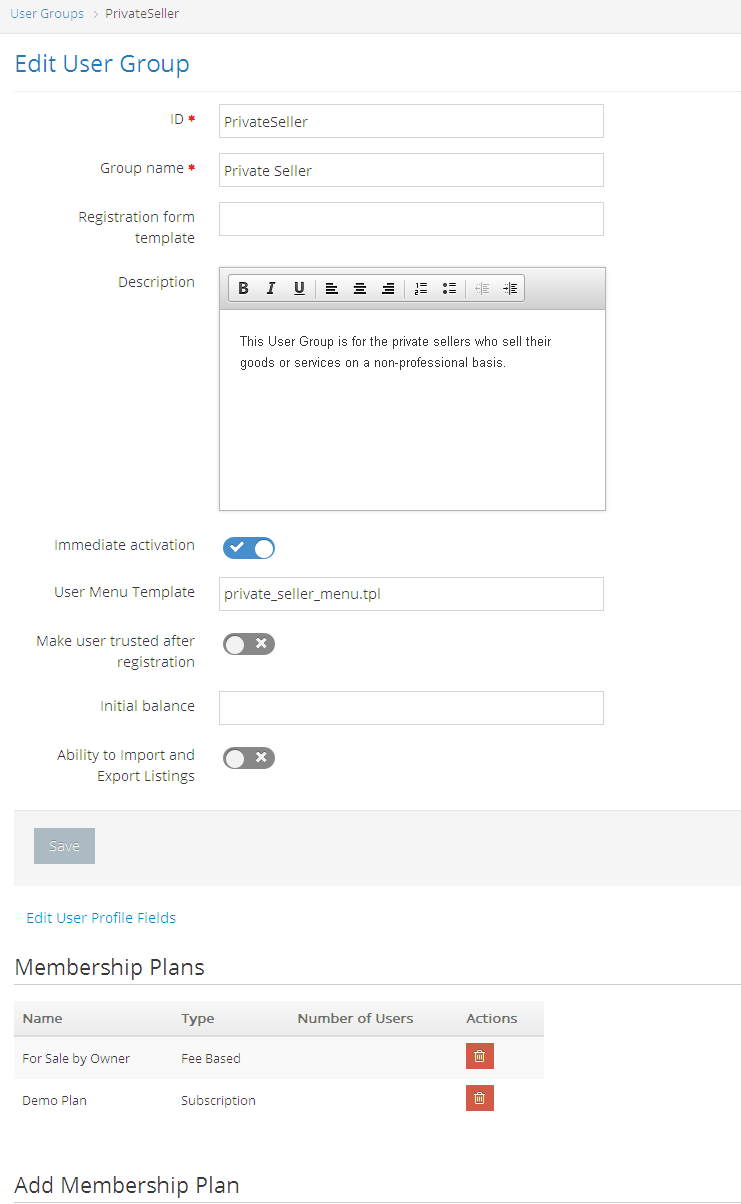 User Groups > PrivateSeller
Edit User Group
ID *
PrivateSeller
Group name *
Private Seller
Registration form
template
Description
B I U
This User Group is for the private sellers who sell their
goods or services on a non-professional basis.
Immediate activation
User Menu Template
private_seller_menu.tpl
Make user trusted after
registration
Initial balance
Ability to Import and
Export Listings
Save
Edit User Profile Fields
Membership Plans
Name Type Number of Users Actions
For Sale by Owner Fee Based
Demo Plan Subscription
Add Membership Plan